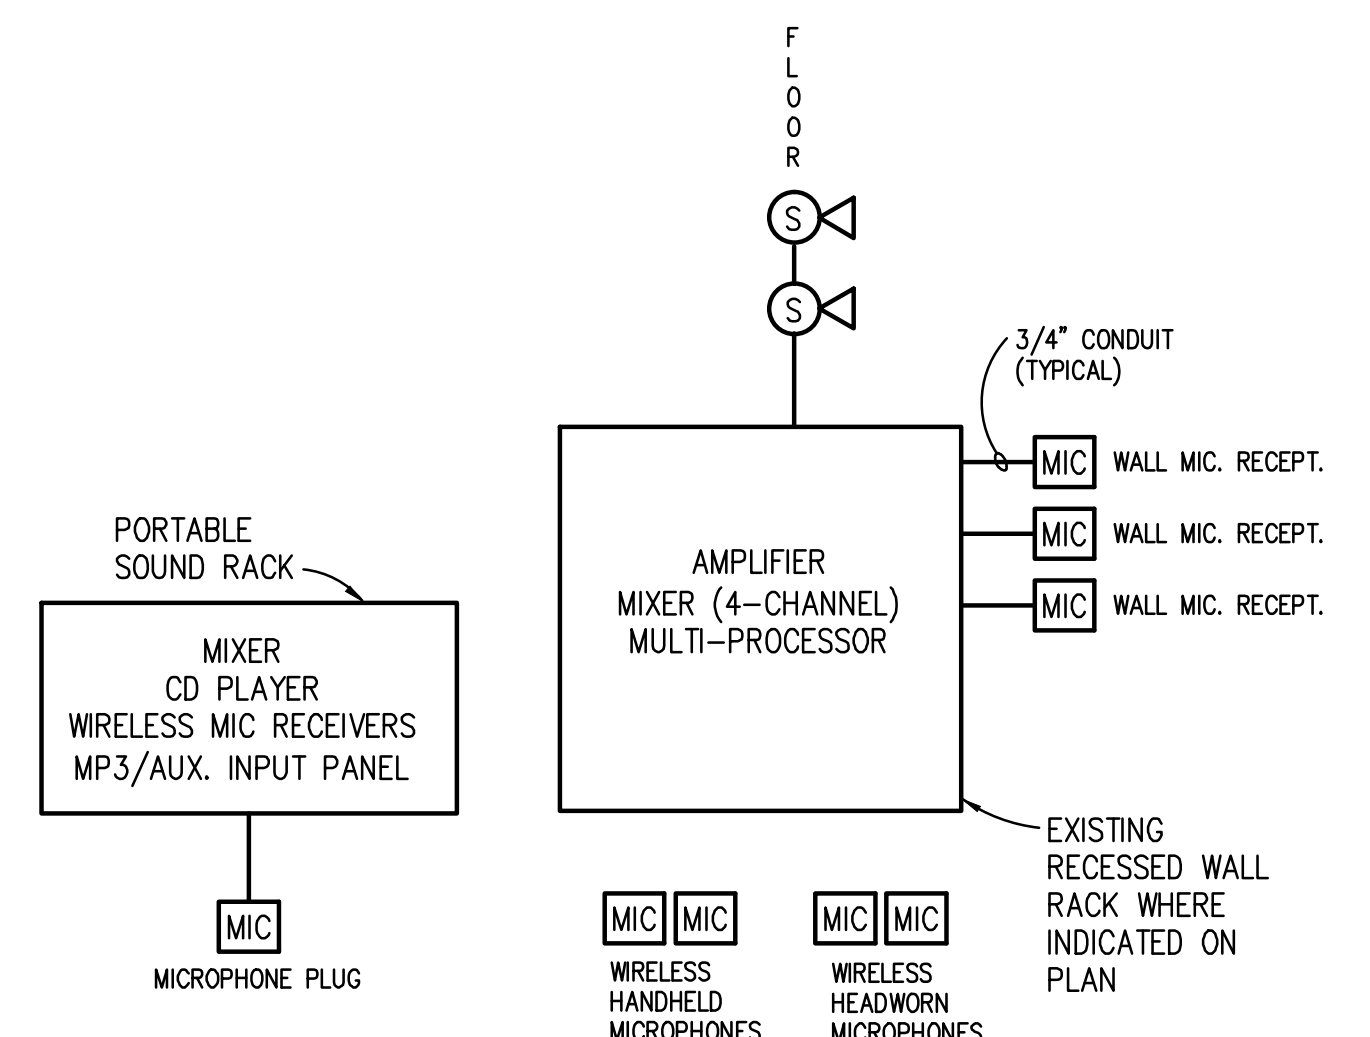 F
L
O
O
R
S
S
3/4" CONDUIT
(TYPICAL)
MIC WALL MIC. RECEPT.
MIC WALL MIC. RECEPT.
MIC WALL MIC. RECEPT.
AMPLIFIER
MIXER (4-CHANNEL)
MULTI-PROCESSOR
PORTABLE
SOUND RACK
MIXER
CD PLAYER
WIRELESS MIC RECEIVERS
MP3/AUX. INPUT PANEL
MIC
MICROPHONE PLUG
EXISTING
RECESSED WALL
RACK WHERE
INDICATED ON
PLAN
MIC MIC
WIRELESS
HANDHELD
MICROPHONES
MIC MIC
WIRELESS
HEADWORN
MICROPHONES